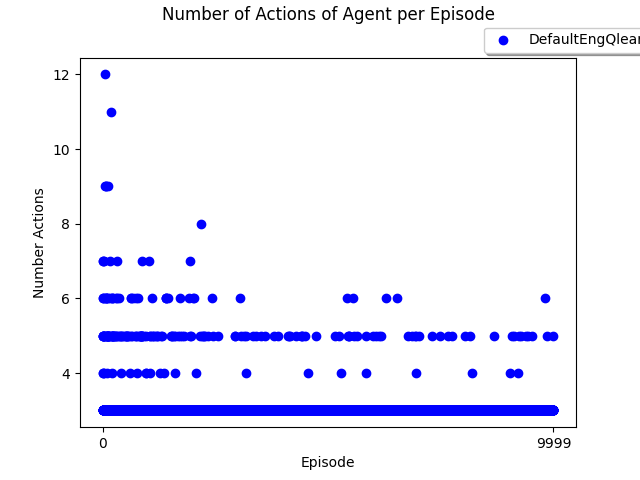 Number of Actions of Agent per Episode
DefaultEngQlear
12
10
8
6
4
Number Actions
0
9999
Episode